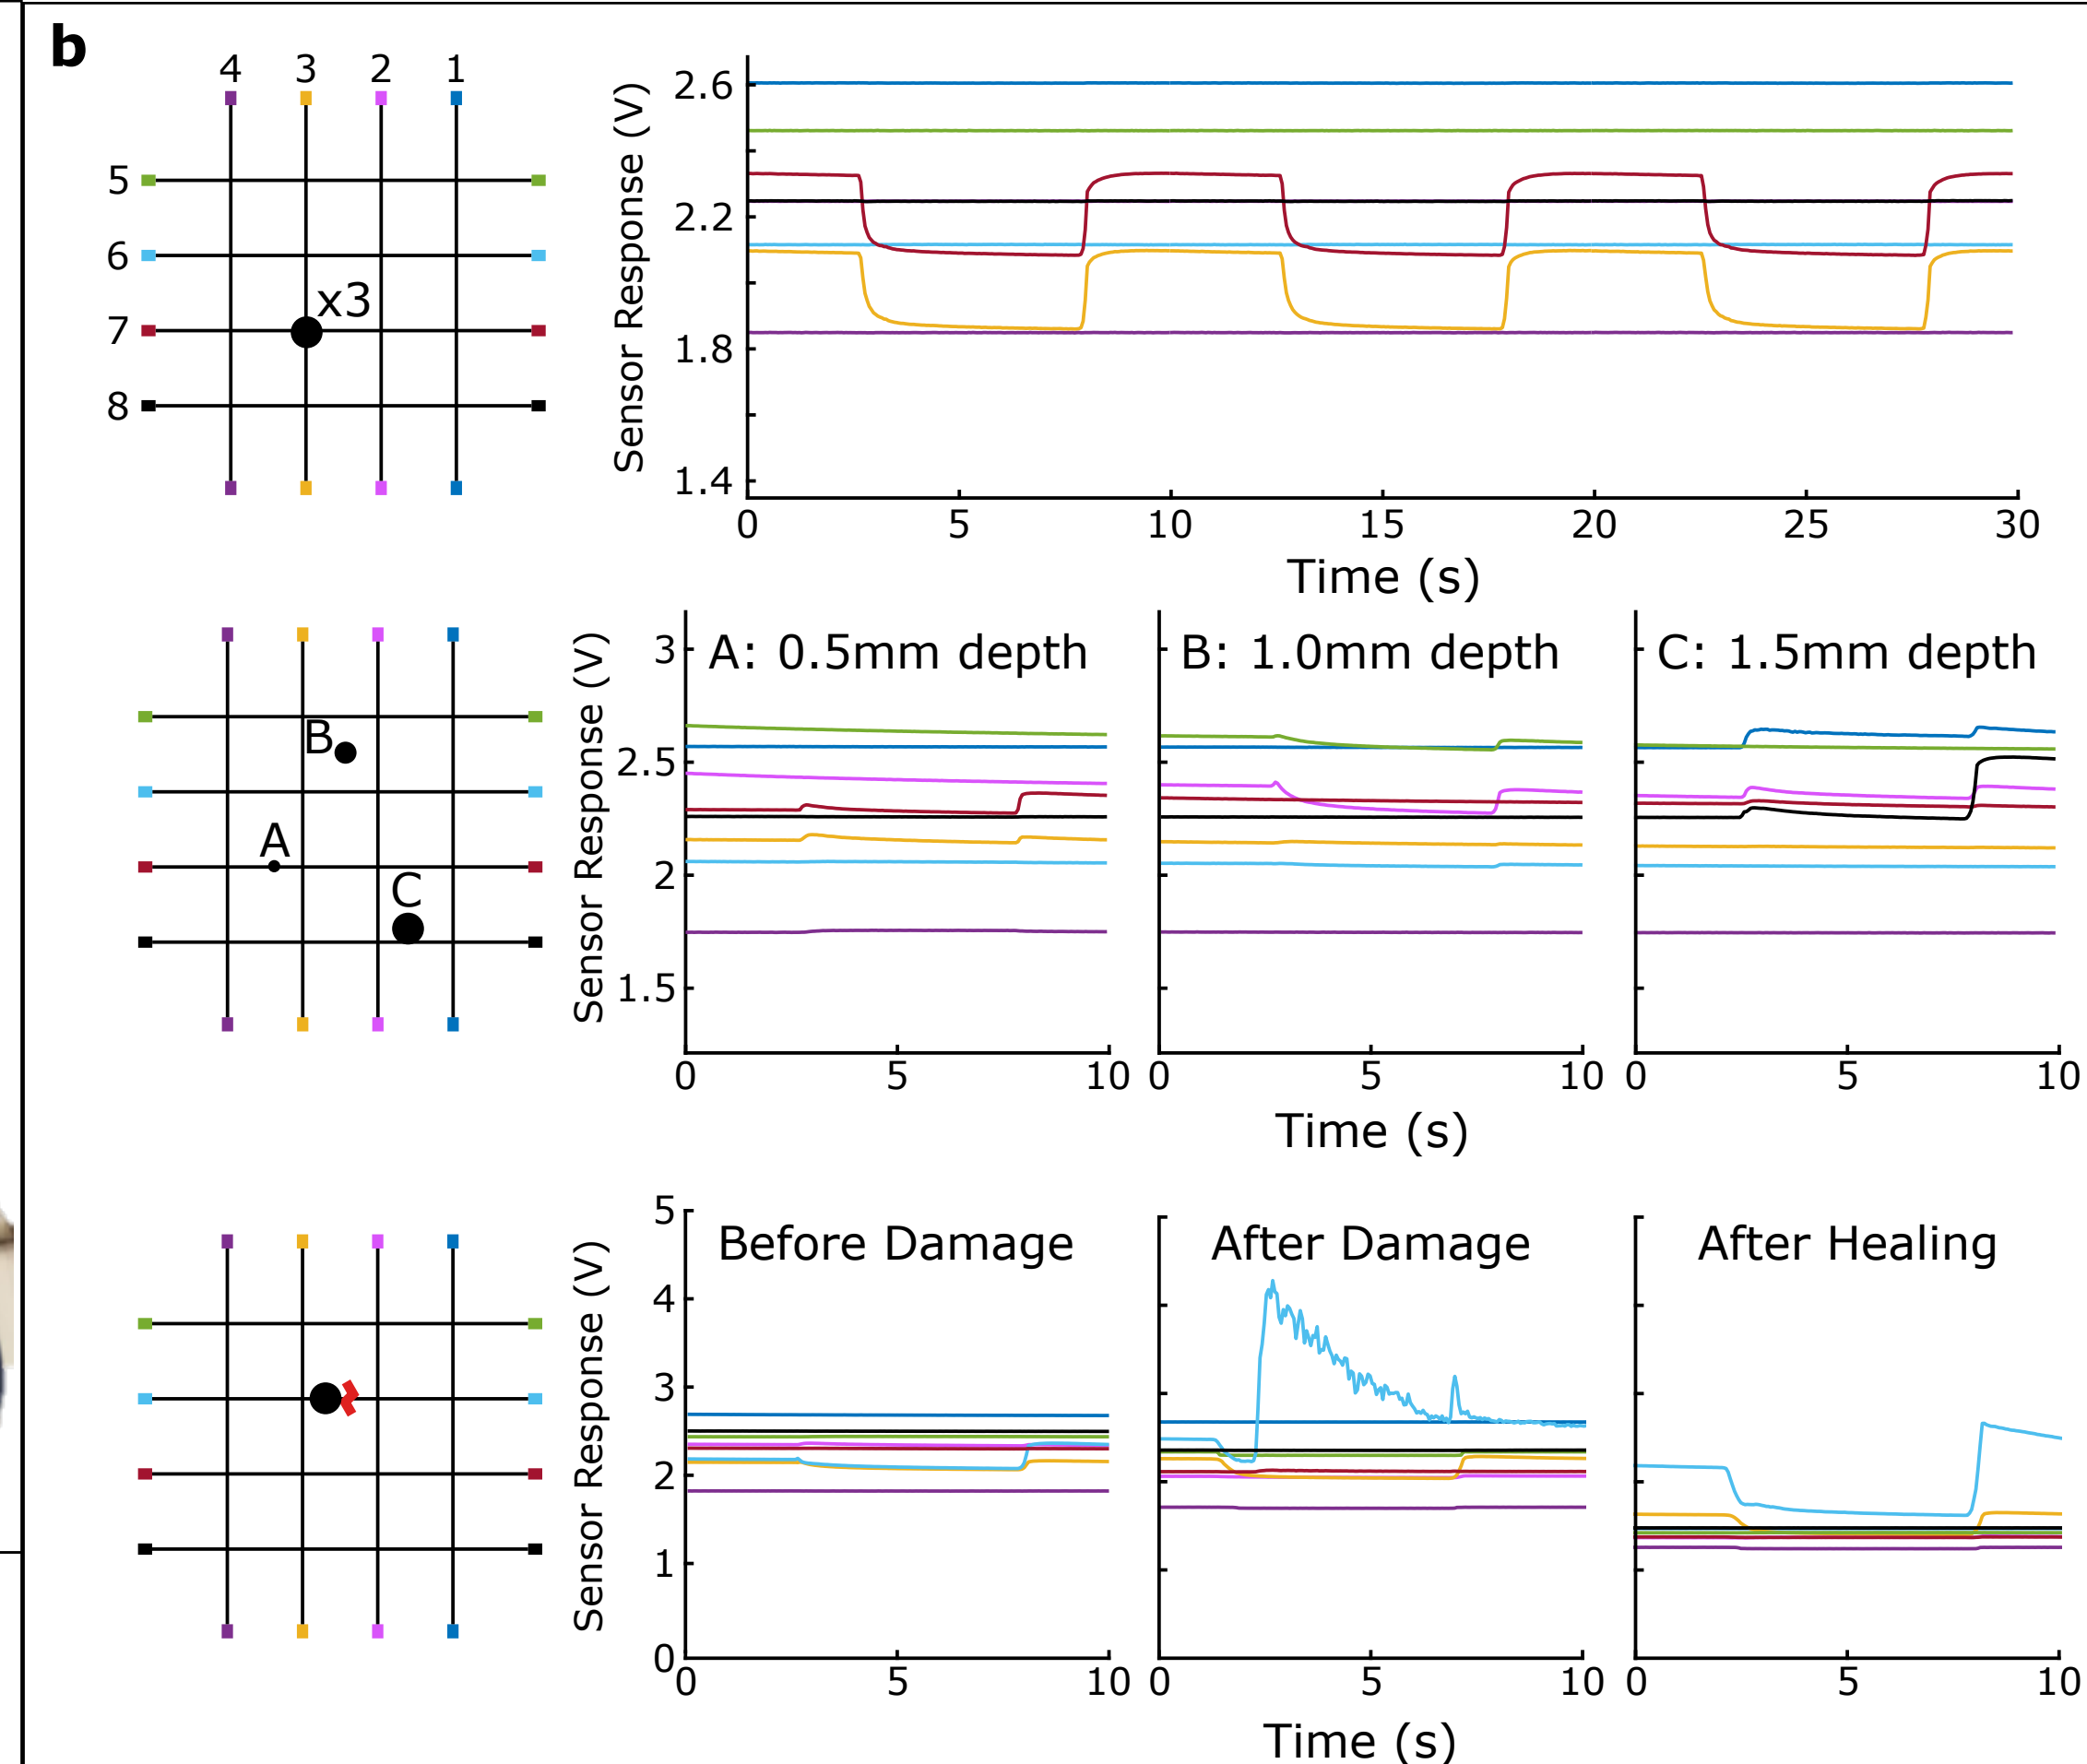 b
4 3 2 1
5
6
7
8
x3
Sensor Response (V)
2.6
2.2
1.8
1.4
0 5 10 15 20 25 30
Time (s)
B
A
C
Sensor Response (V)
3
2.5
2
1.5
A: 0.5mm depth
B: 1.0mm depth
C: 1.5mm depth
0 5 10 0 5 10 0 5 10
Time (s)
Sensor Response (V)
5
4
3
2
1
0
Before Damage
After Damage
After Healing
0 5 10 0 5 10 0 5 10
Time (s)